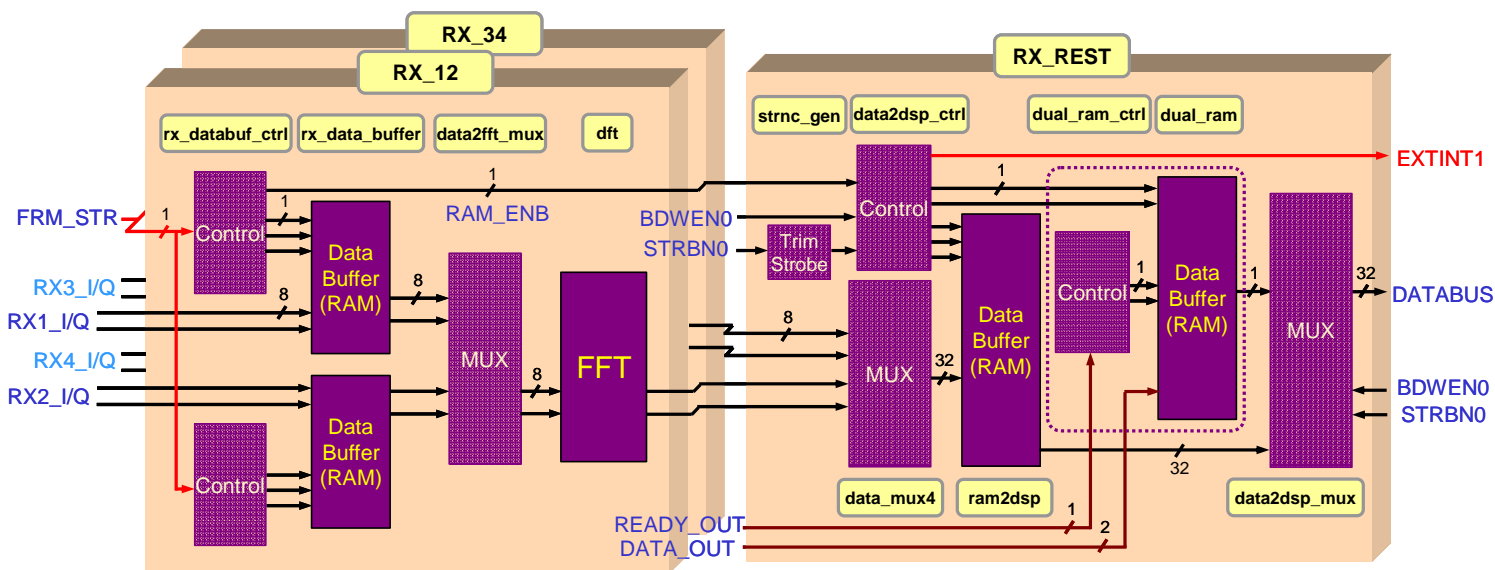 RX_34
RX_12
RX_REST
rx_databuf_ctrl
rx_data_buffer
data2fft_mux
dft
strnc_gen
data2dsp_ctrl
dual_ram_ctrl
dual_ram
FRM_STR
1
Control
1
Data
Buffer
(RAM)
1
RAM_ENB
RX3_I/Q
RX1_I/Q
8
8
RX4_I/Q
RX2_I/Q
MUX
8
FFT
Data
Buffer
(RAM)
Control
BDWEN0
STRBN0
Trim
Strobe
Control
1
EXTINT1
8
MUX
32
Data
Buffer
(RAM)
Control
1
Data
Buffer
(RAM)
1
MUX
32
DATABUS
BDWEN0
STRBN0
32
data_mux4
ram2dsp
data2dsp_mux
READY_OUT
1
DATA_OUT
2